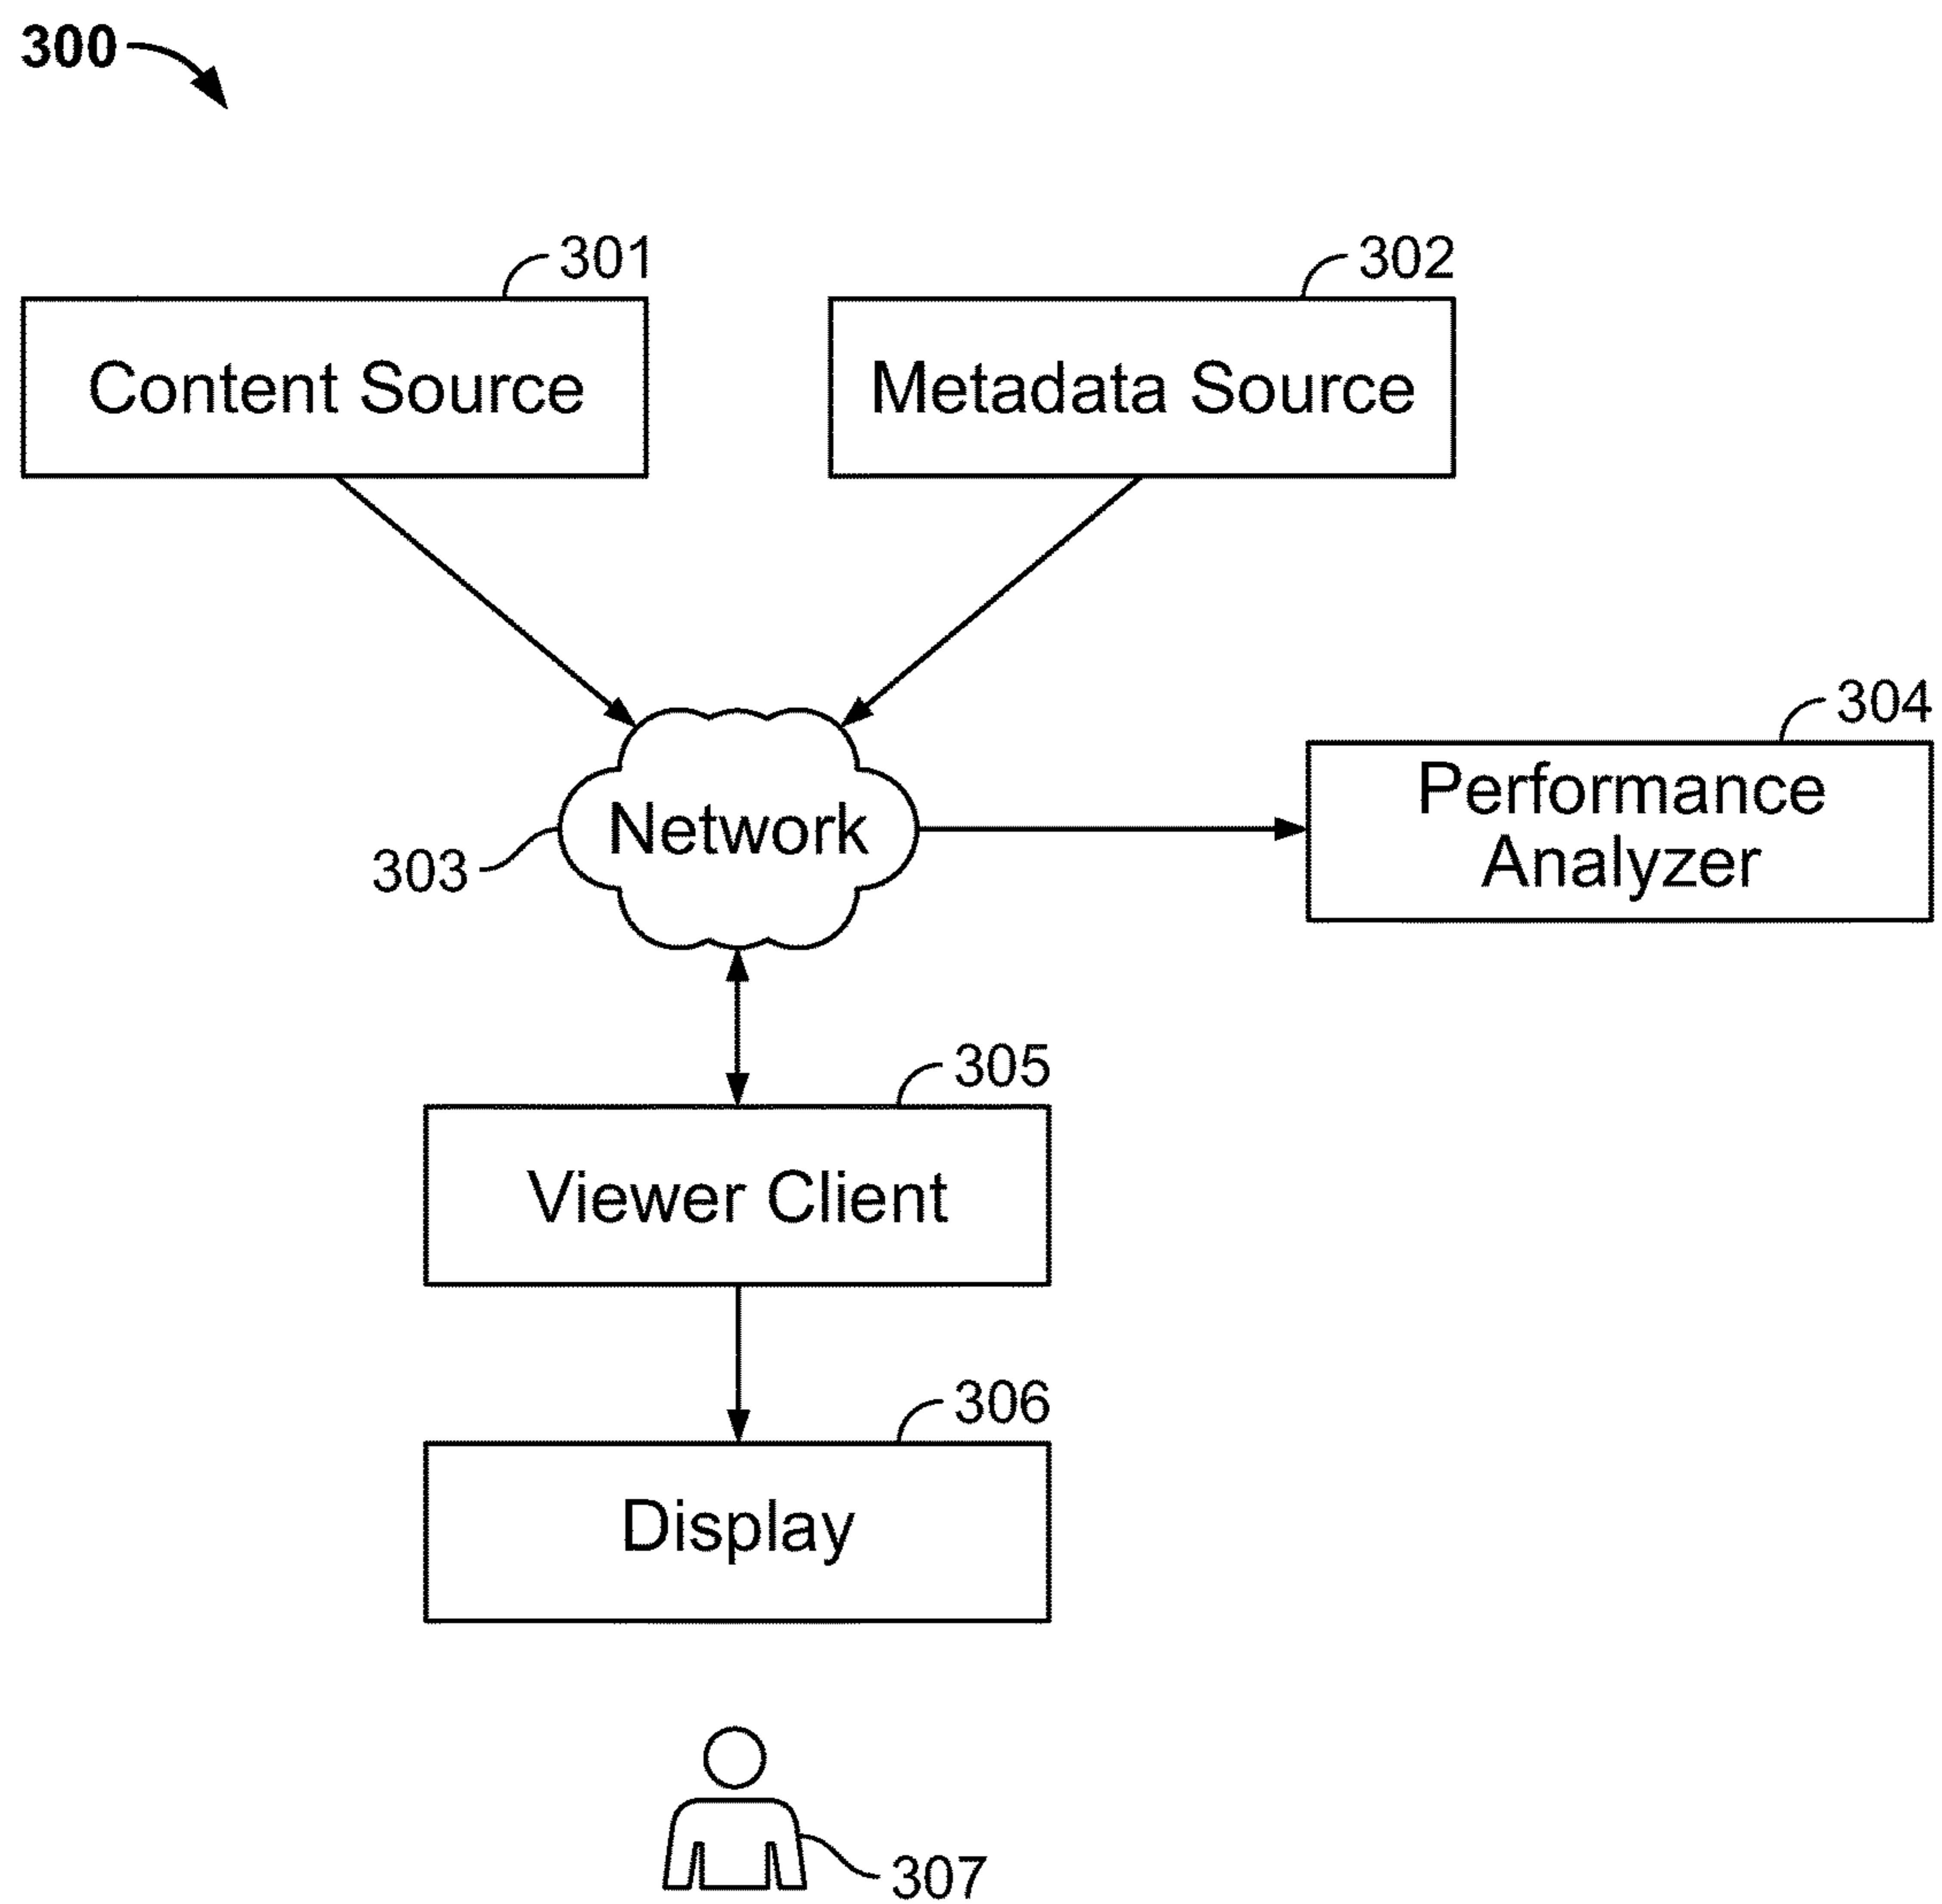 300
301
302
Content Source
Metadata Source
304
Performance
Analyzer
Network
303
305
Viewer Client
306
Display
307